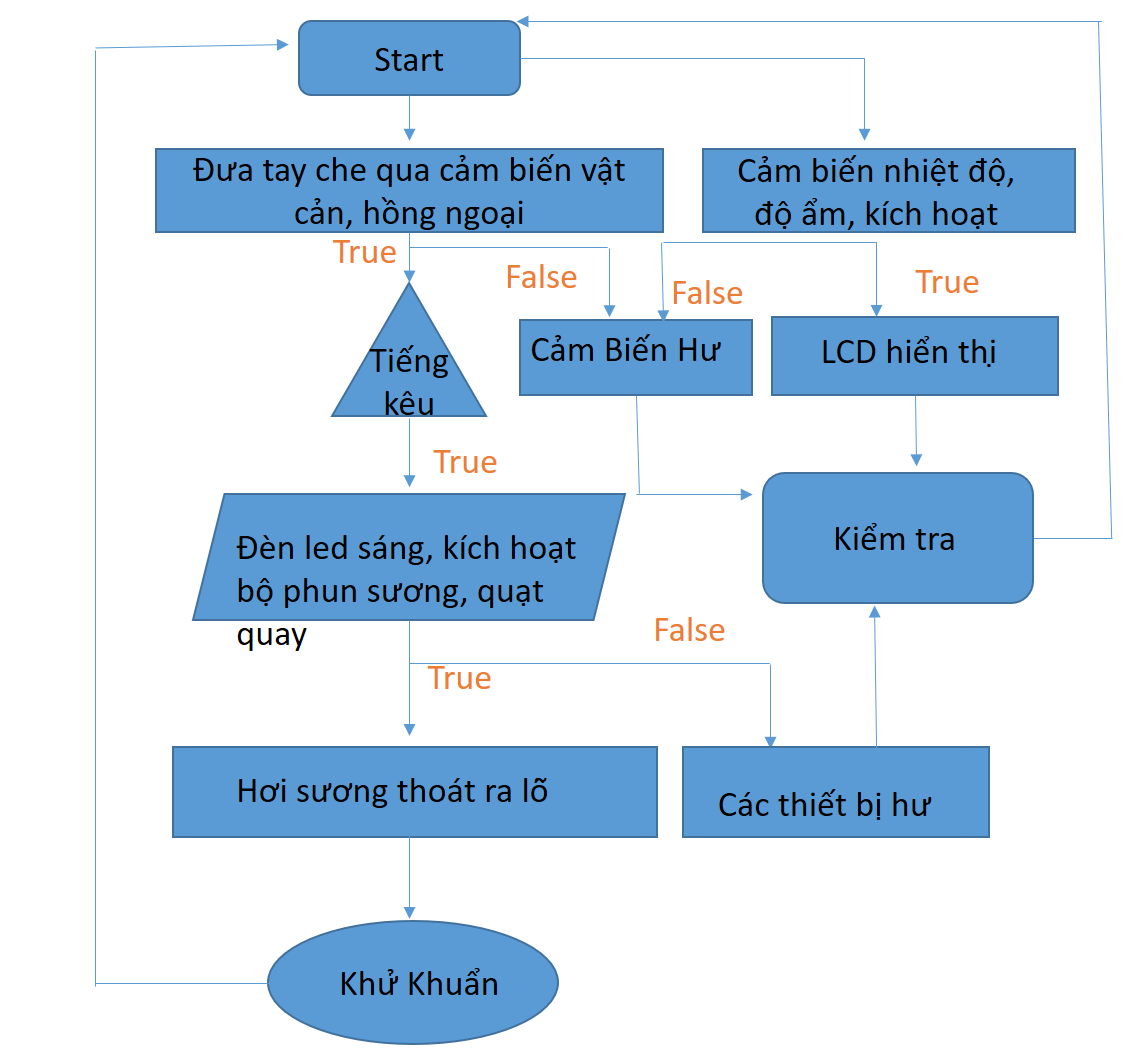 Start
Đưa tay che qua cảm biến vật
cản, hồng ngoại
Cảm biến nhiệt độ,
độ ẩm, kích hoạt
True
False
False
True
Tiếng
kêu
Cảm Biến Hư
LCD hiển thị
True
Đèn led sáng, kích hoạt
bộ phun sương, quạt
quay
Kiểm tra
False
True
Hơi sương thoát ra lõ
Các thiết bị hư
Khử Khuẩn